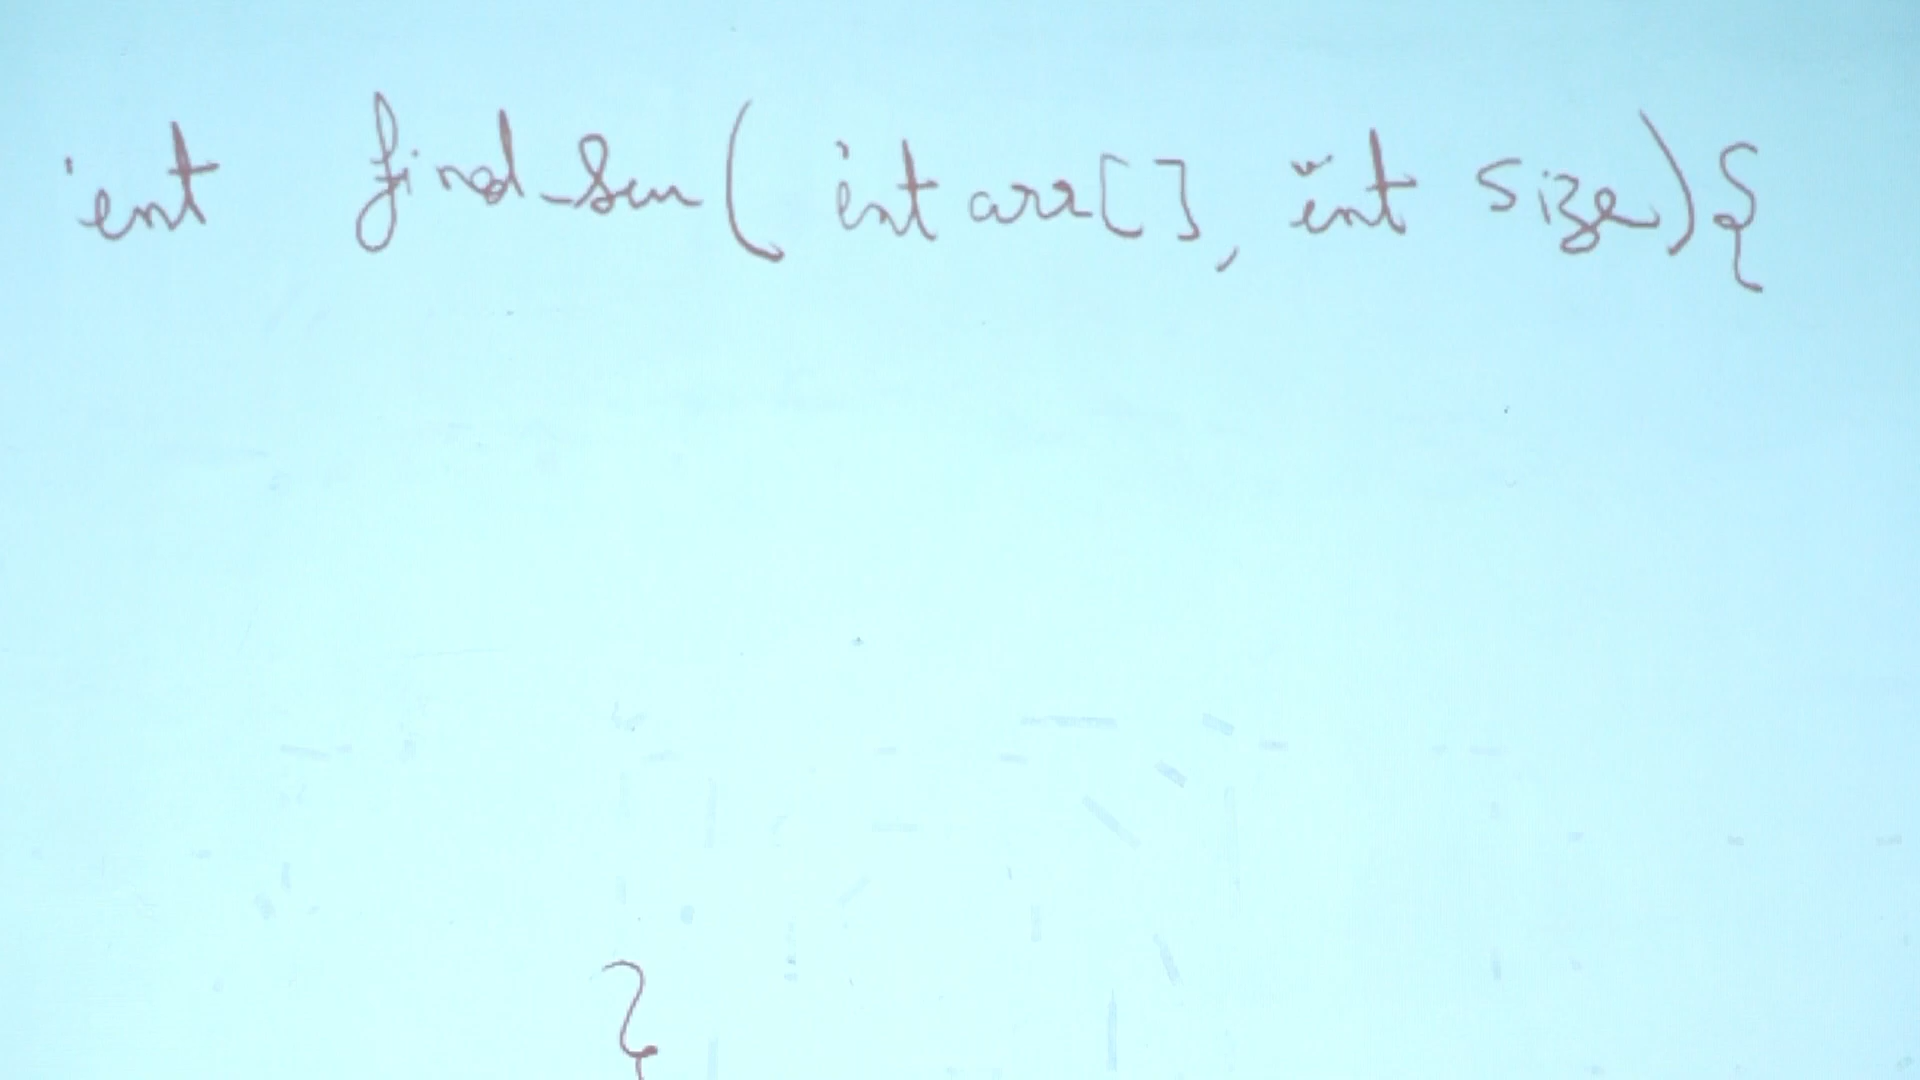 int find_sum( int arr[], int size){
}